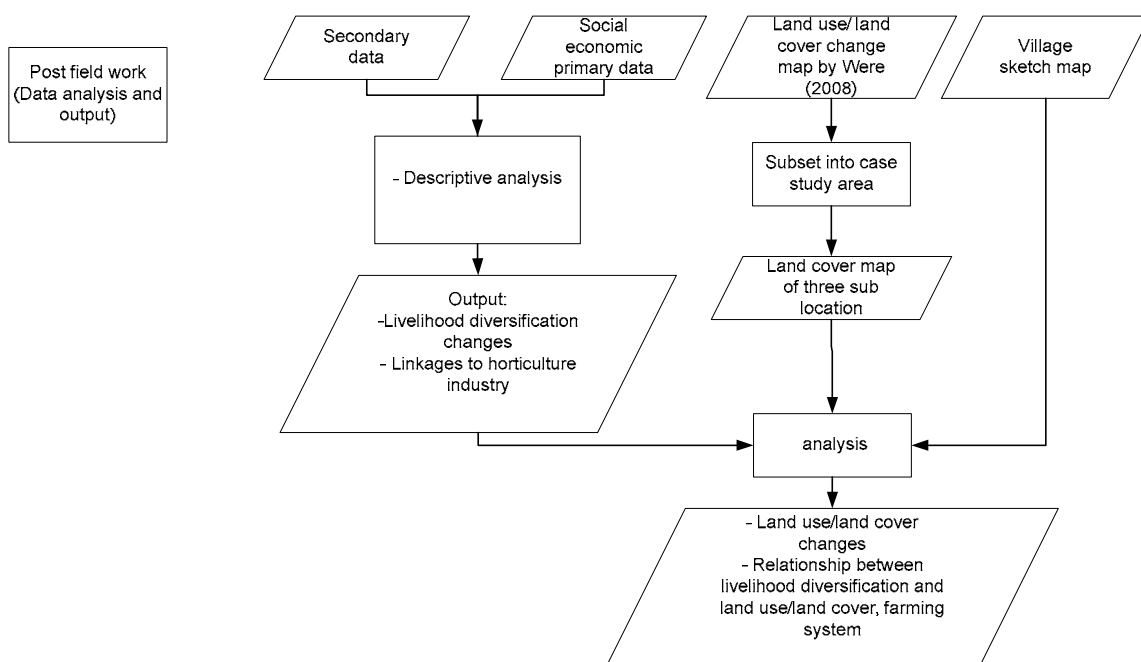 Post field work
(Data analysis and
output)
Secondary
data
Social
economic
primary data
Land use/ land
cover change
map by Were
(2008)
Village
sketch map
- Descriptive analysis
Subset into case
study area
Land cover map
of three sub
location
Output:
-Livelihood diversification
changes
- Linkages to horticulture
industry
analysis
- Land use/land cover
changes
- Relationship between
livelihood diversification and
land use/land cover, farming
system